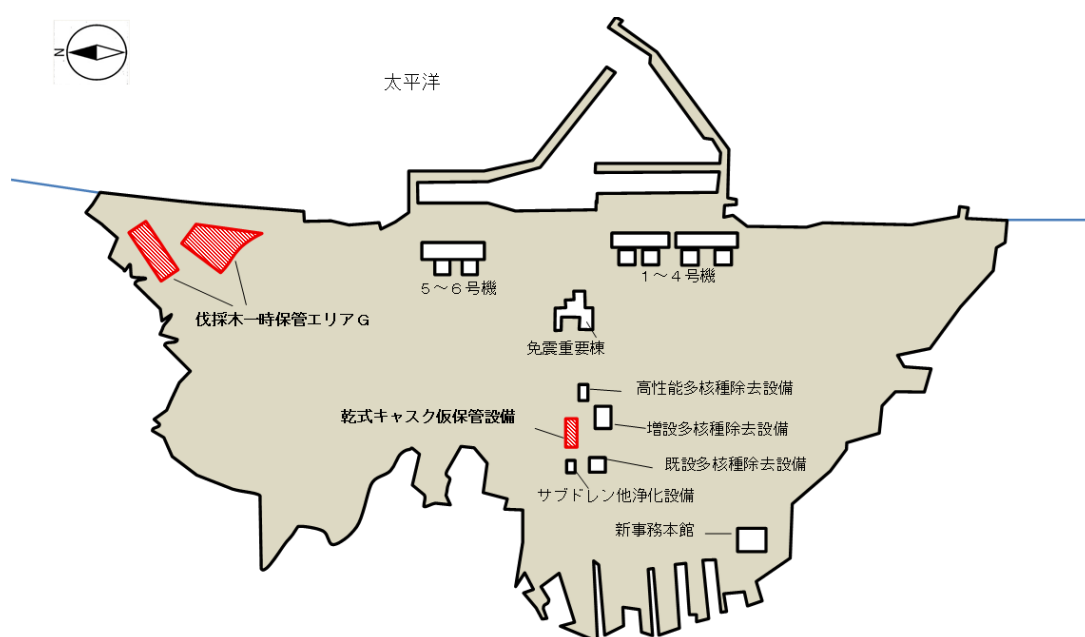 N
太平洋
5～6号機
1～4号機
伐採木一時保管エリアG
免震重要棟
高性能多核種除去設備
乾式キャスク仮保管設備
増設多核種除去設備
既設多核種除去設備
サブドレン他浄化設備
新事務本館